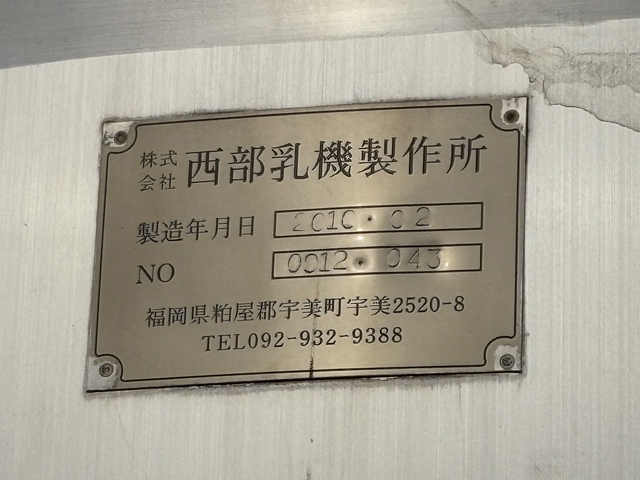 株式会社 西部乳機製作所
製造年月日 2010・02
NO 0012・043
福岡県粕屋郡宇美町宇美2520-8
TEL092-932-9388